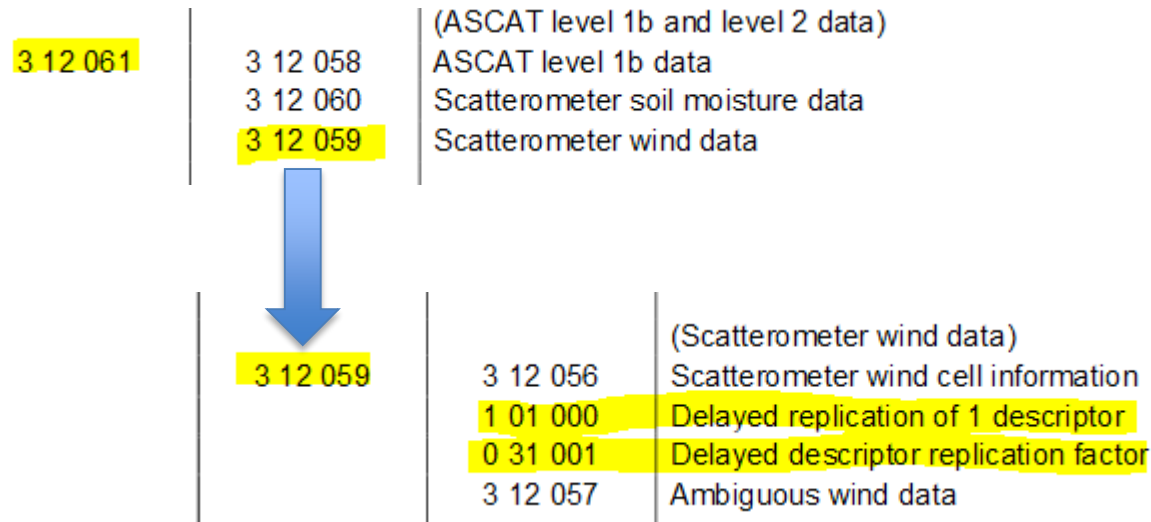 (ASCAT level 1b and level 2 data)
3 12 061 3 12 058 ASCAT level 1b data
3 12 060 Scatterometer soil moisture data
3 12 059 Scatterometer wind data
(Scatterometer wind data)
3 12 059 3 12 056 Scatterometer wind cell information
1 01 000 Delayed replication of 1 descriptor
0 31 001 Delayed descriptor replication factor
3 12 057 Ambiguous wind data